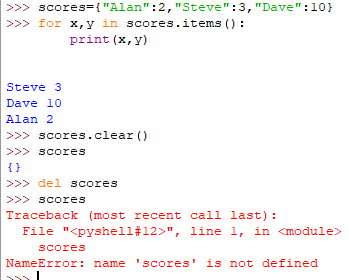 >>> scores={"Alan":2,"Steve":3,"Dave":10}
>>> for x,y in scores.items():
        print(x,y)
Steve 3
Dave 10
Alan 2
>>> scores.clear()
>>> scores
{}
>>> del scores
>>> scores
Traceback (most recent call last):
  File "<pyshell#12>", line 1, in <module>
    scores
NameError: name 'scores' is not defined
>>>